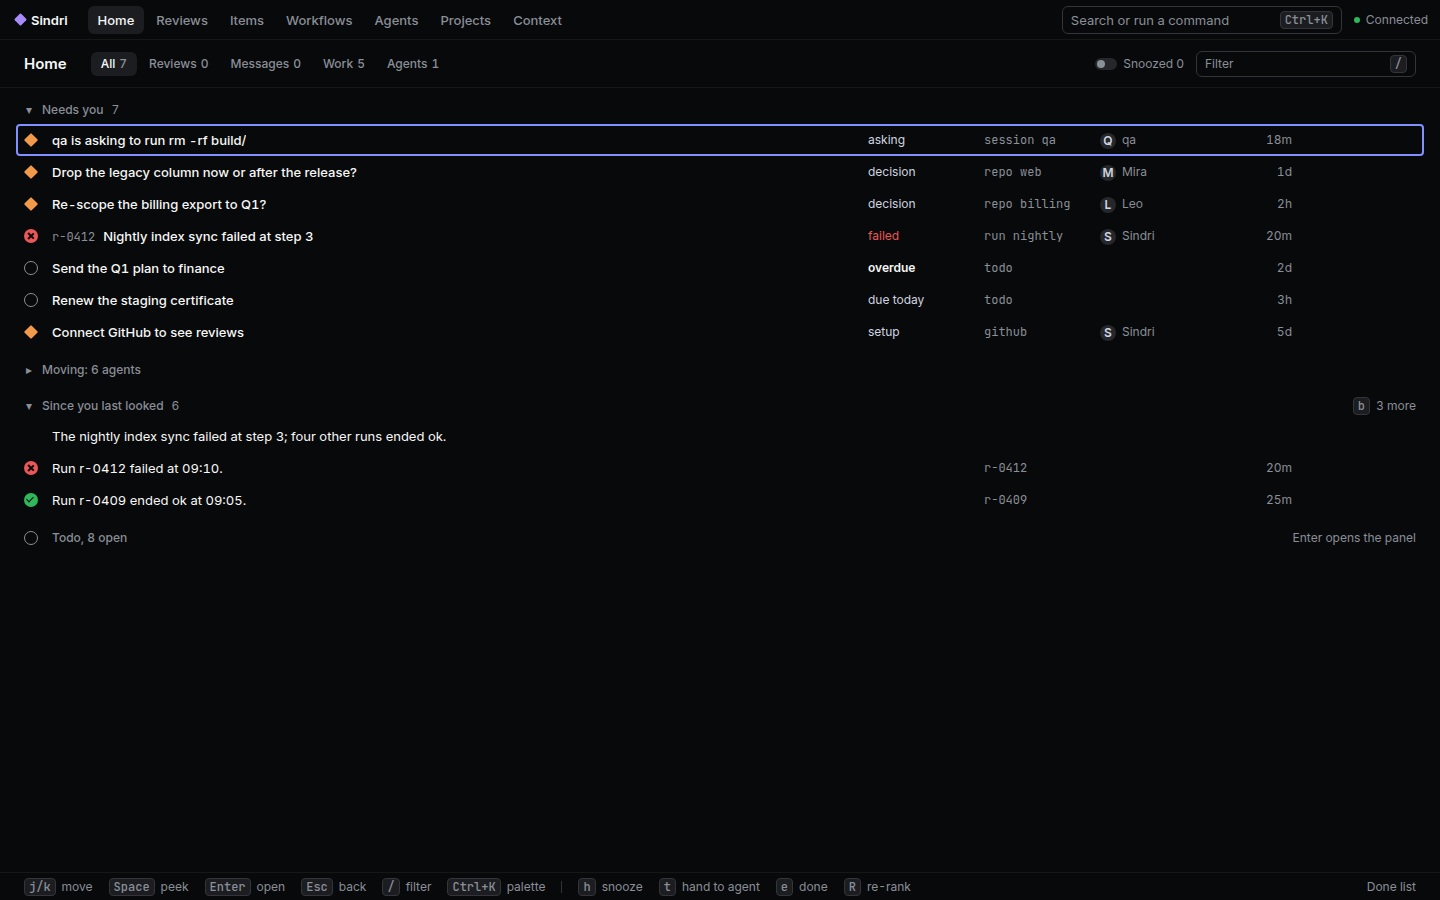 Sindri Home Reviews Items Workflows Agents Projects Context Search or run a command Ctrl+K Connected
Home All 7 Reviews 0 Messages 0 Work 5 Agents 1 Snoozed 0 Filter /
Needs you 7
qa is asking to run rm -rf build/ asking session qa Q qa 18m
Drop the legacy column now or after the release? decision repo web M Mira 1d
Re-scope the billing export to Q1? decision repo billing L Leo 2h
r-0412 Nightly index sync failed at step 3 failed run nightly S Sindri 20m
Send the Q1 plan to finance overdue todo 2d
Renew the staging certificate due today todo 3h
Connect GitHub to see reviews setup github S Sindri 5d
Moving: 6 agents
Since you last looked 6 b 3 more
The nightly index sync failed at step 3; four other runs ended ok.
Run r-0412 failed at 09:10. r-0412 20m
Run r-0409 ended ok at 09:05. r-0409 25m
Todo, 8 open Enter opens the panel
j/k move Space peek Enter open Esc back / filter Ctrl+K palette h snooze t hand to agent e done R re-rank Done list